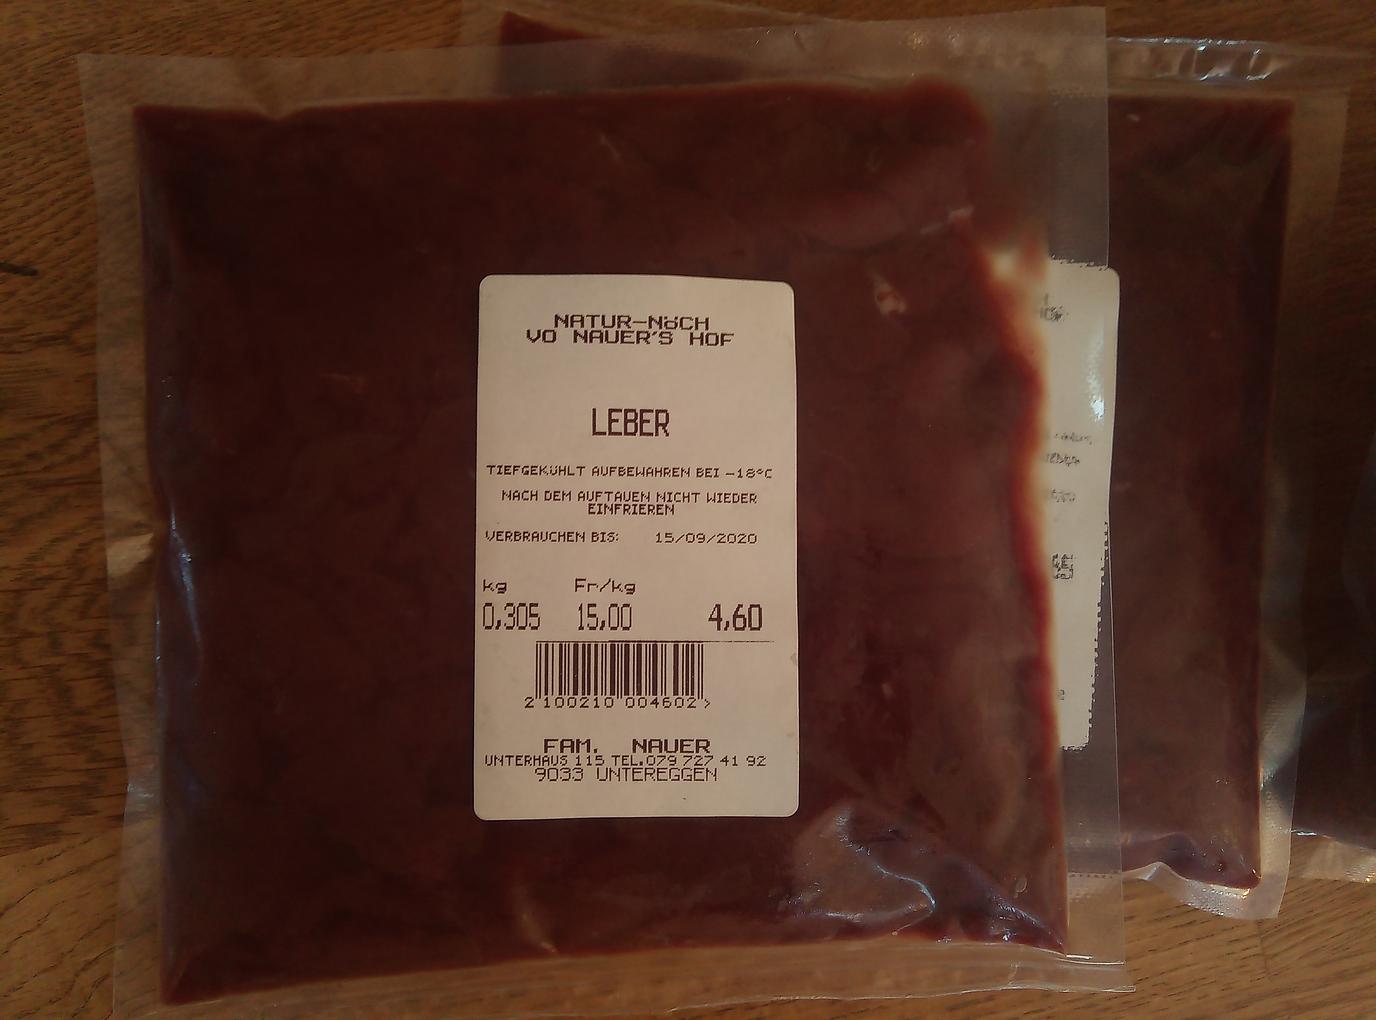 NATUR-NöCH
VO NAUER'S HOF
LEBER
TIEFGEKÜHLT AUFBEWAHREN BEI -18°C
NACH DEM AUFTAUEN NICHT WIEDER
EINFRIEREN
VERBRAUCHEN BIS: 15/09/2020
kg Fr/kg
0,305 15,00 4,60
2 100210 004602>
FAM. NAUER
UNTERHAUS 115 TEL.079 727 41 92
9033 UNTEREGGEN